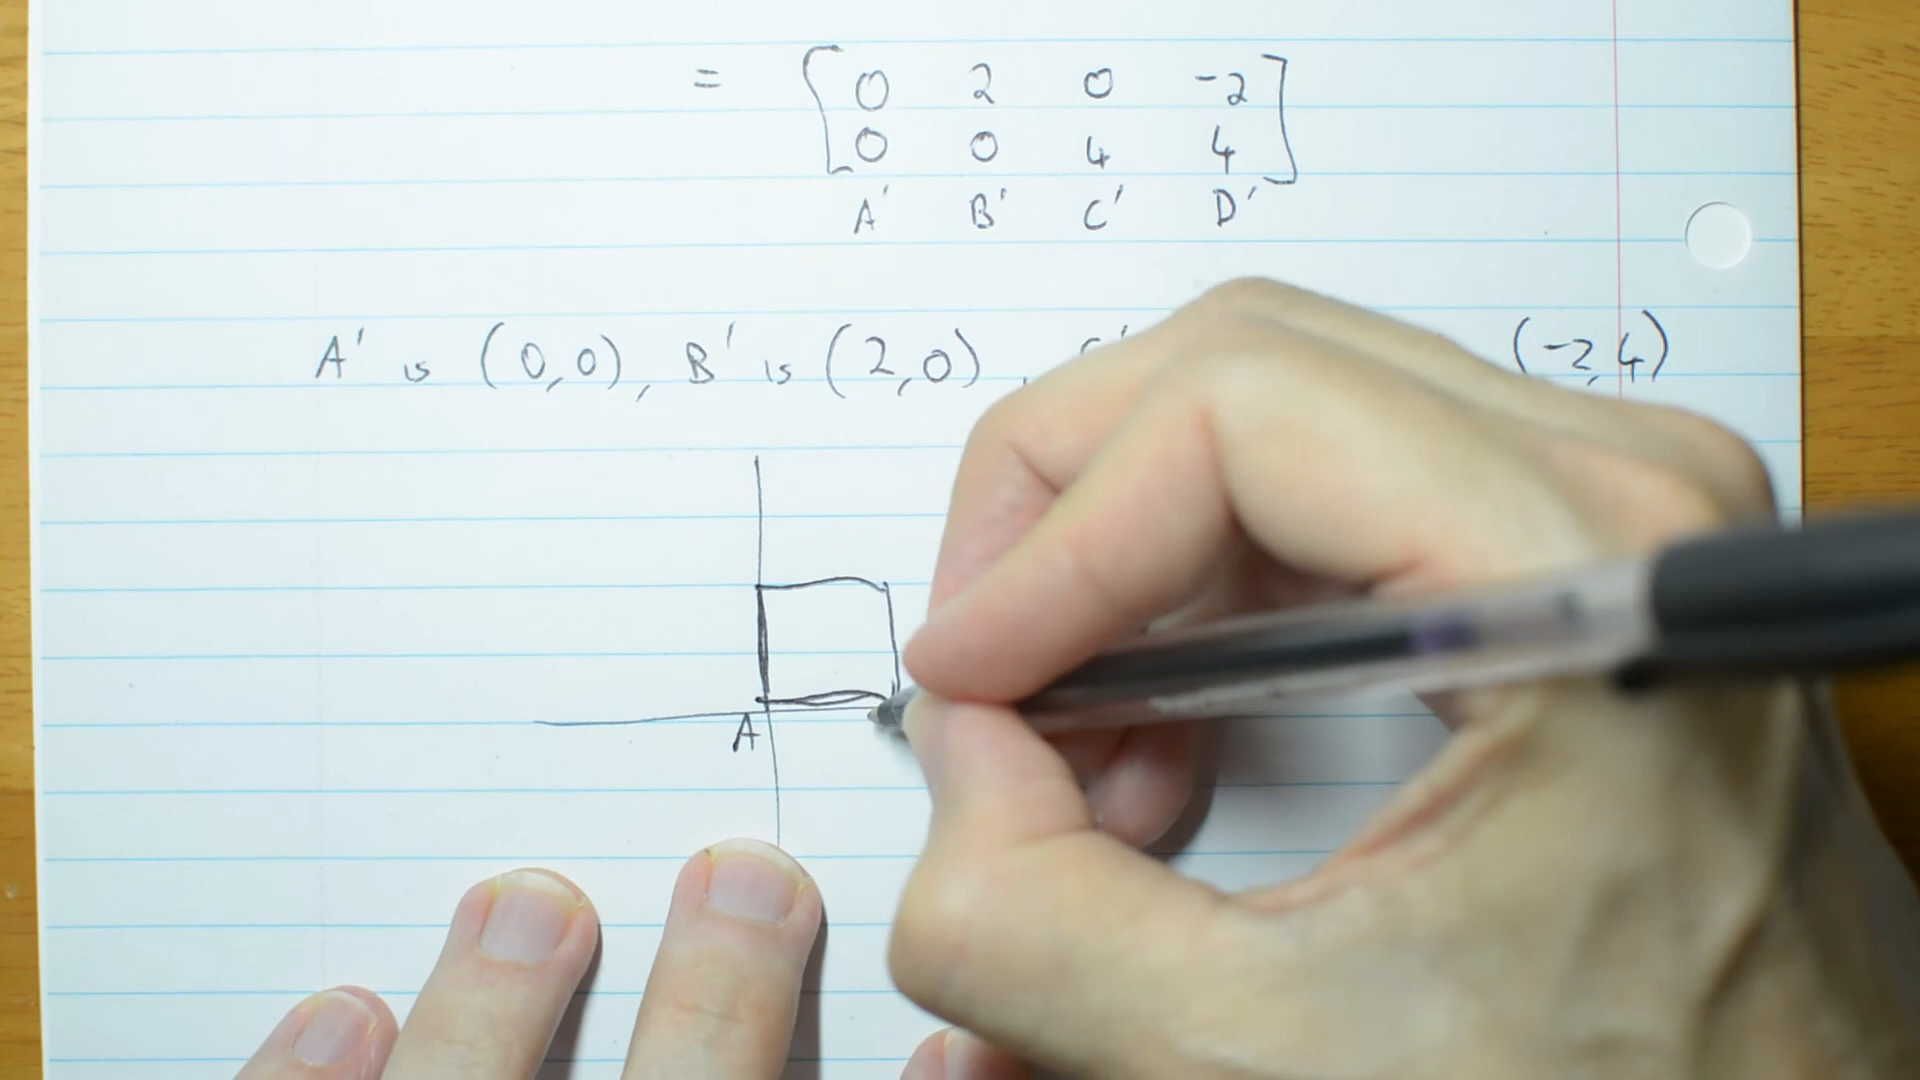 = [ 0 2 0 -2
0 0 4 4 ]
A' B' C' D'
A' is (0,0), B' is (2,0), C' (-2,4)
A